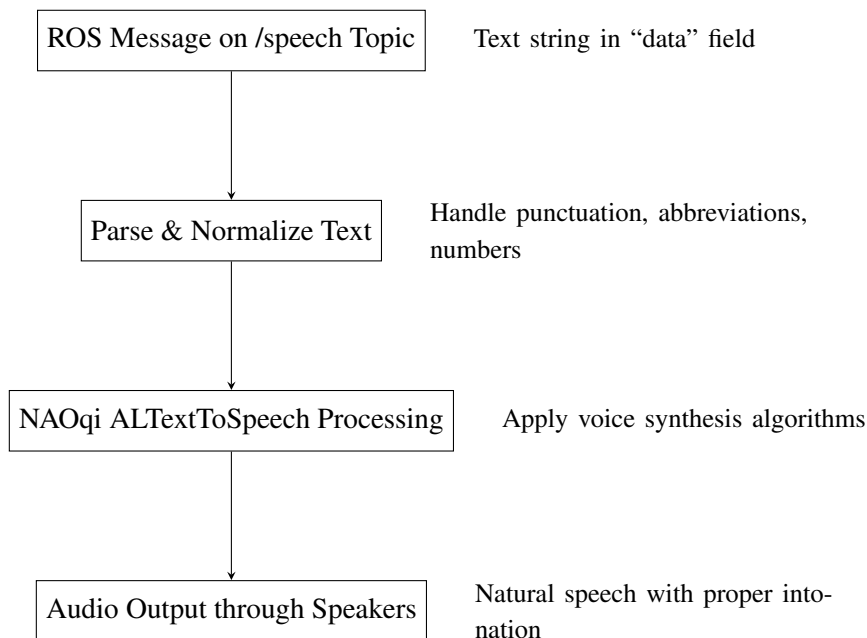 ROS Message on /speech Topic
Text string in “data” field
Parse & Normalize Text
Handle punctuation, abbreviations,
numbers
NAOqi ALTextToSpeech Processing
Apply voice synthesis algorithms
Audio Output through Speakers
Natural speech with proper into-
nation